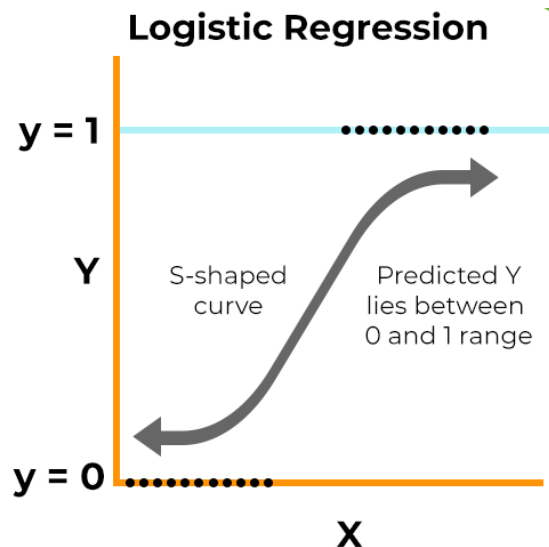 Logistic Regression
y = 1
Y
S-shaped
curve
Predicted Y
lies between
0 and 1 range
y = 0
X